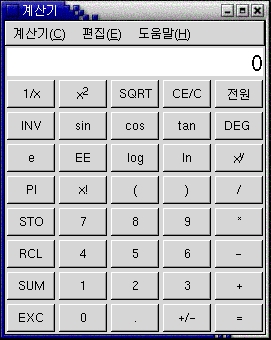 계산기
계산기(C) 편집(E) 도움말(H)
0
1/x x2 SQRT CE/C 전원
INV sin cos tan DEG
e EE log ln xy
PI x! ( ) /
STO 7 8 9 *
RCL 4 5 6 -
SUM 1 2 3 +
EXC 0 . +/- =